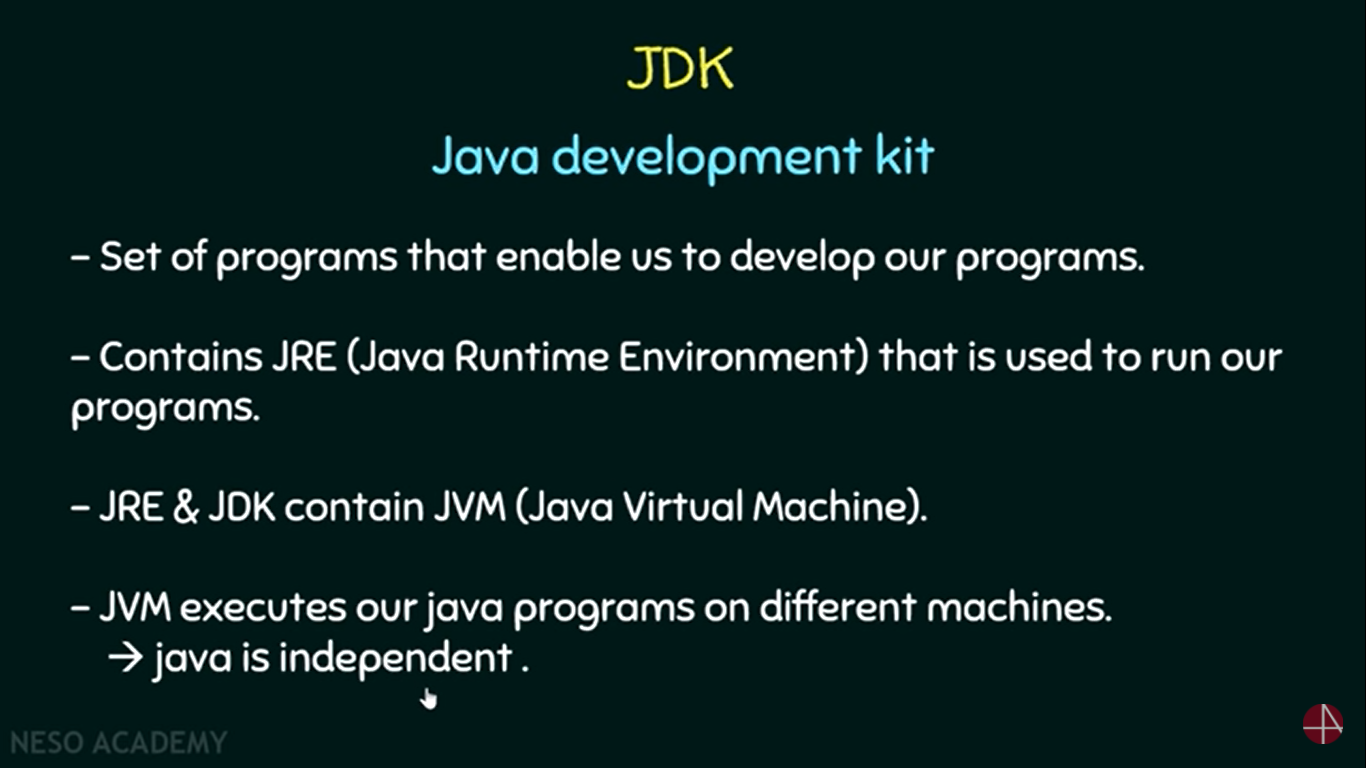 JDK
Java development kit
– Set of programs that enable us to develop our programs.
– Contains JRE (Java Runtime Environment) that is used to run our
programs.
– JRE & JDK contain JVM (Java Virtual Machine).
– JVM executes our java programs on different machines.
→ java is independent .
NESO ACADEMY